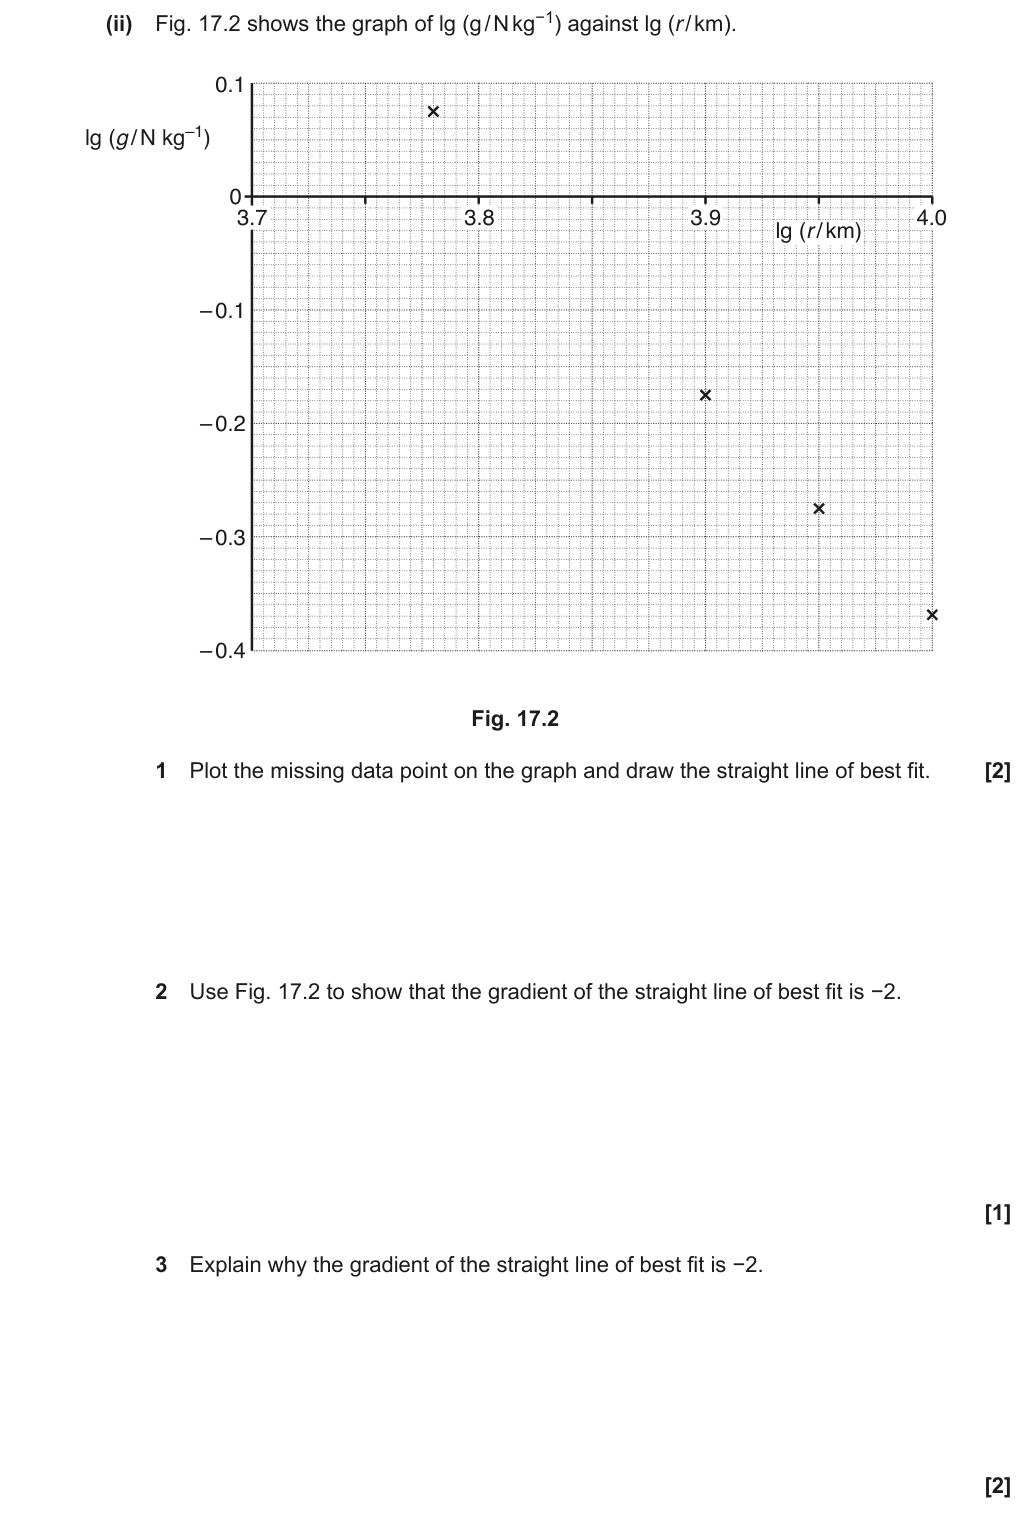 (ii) Fig. 17.2 shows the graph of lg (g/N kg⁻¹) against lg (r/km).
0.1
lg (g/N kg⁻¹)
0
3.7 3.8 3.9 4.0
lg (r/km)
−0.1
−0.2
−0.3
−0.4
Fig. 17.2
1 Plot the missing data point on the graph and draw the straight line of best fit. [2]
2 Use Fig. 17.2 to show that the gradient of the straight line of best fit is −2.
[1]
3 Explain why the gradient of the straight line of best fit is −2.
[2]